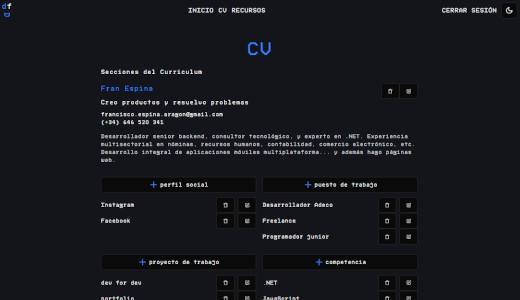 df
INICIO CV RECURSOS
CERRAR SESIÓN
CV
Secciones del Curriculum
Fran Espina
Creo productos y resuelvo problemas
francisco.espina.aragon@gmail.com
(+34) 646 520 341
Desarrollador senior backend, consultor tecnológico, y experto en .NET. Experiencia
multisectorial en nóminas, recursos humanos, contabilidad, comercio electrónico, etc.
Desarrollo integral de aplicaciones móviles multiplataforma... y además hago páginas
web.
+ perfil social
+ puesto de trabajo
Instagram
Desarrollador Adeco
Facebook
Freelance
Programador junior
+ proyecto de trabajo
+ competencia
dev for dev
.NET
portfolio
JavaScript